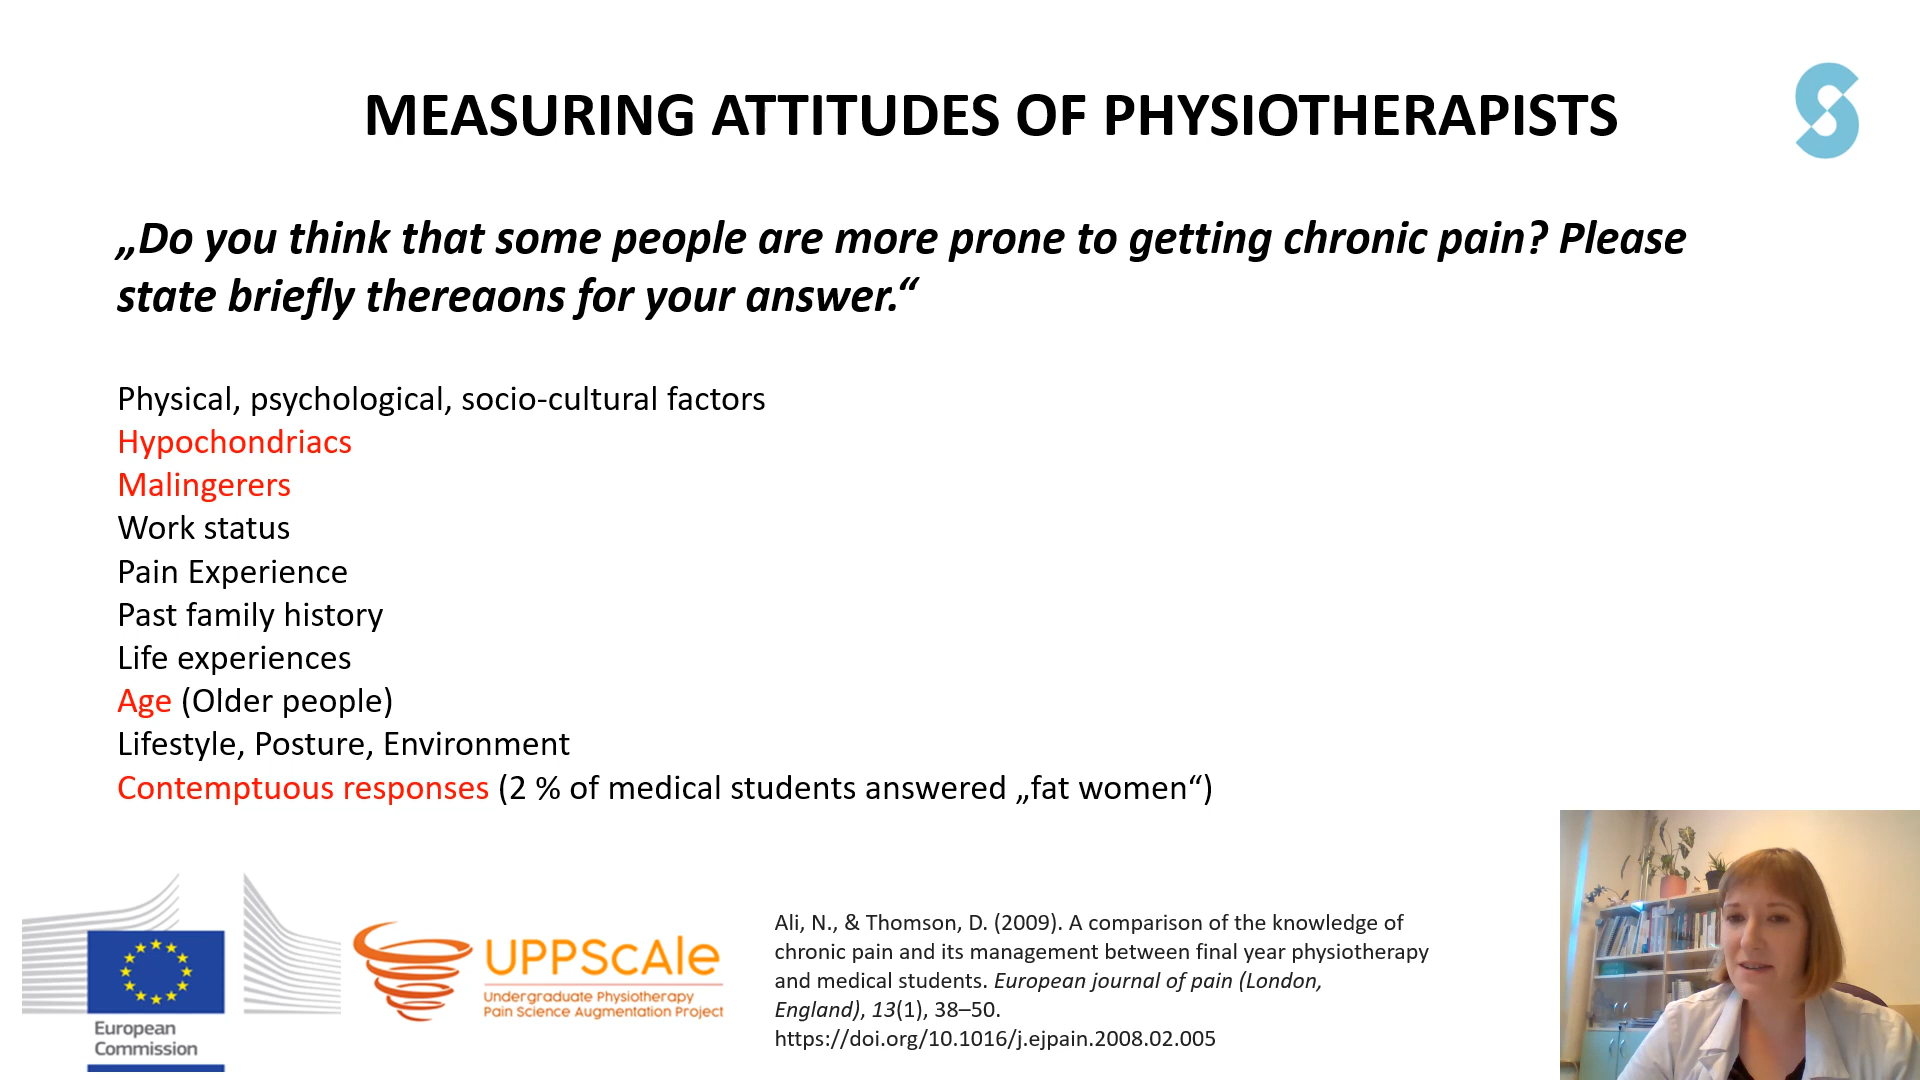 MEASURING ATTITUDES OF PHYSIOTHERAPISTS
„Do you think that some people are more prone to getting chronic pain? Please
state briefly thereaons for your answer.“
Physical, psychological, socio-cultural factors
Hypochondriacs
Malingerers
Work status
Pain Experience
Past family history
Life experiences
Age (Older people)
Lifestyle, Posture, Environment
Contemptuous responses (2 % of medical students answered „fat women“)
European
Commission
UPPScAle
Undergraduate Physiotherapy
Pain Science Augmentation Project
Ali, N., & Thomson, D. (2009). A comparison of the knowledge of
chronic pain and its management between final year physiotherapy
and medical students. European journal of pain (London,
England), 13(1), 38–50.
https://doi.org/10.1016/j.ejpain.2008.02.005